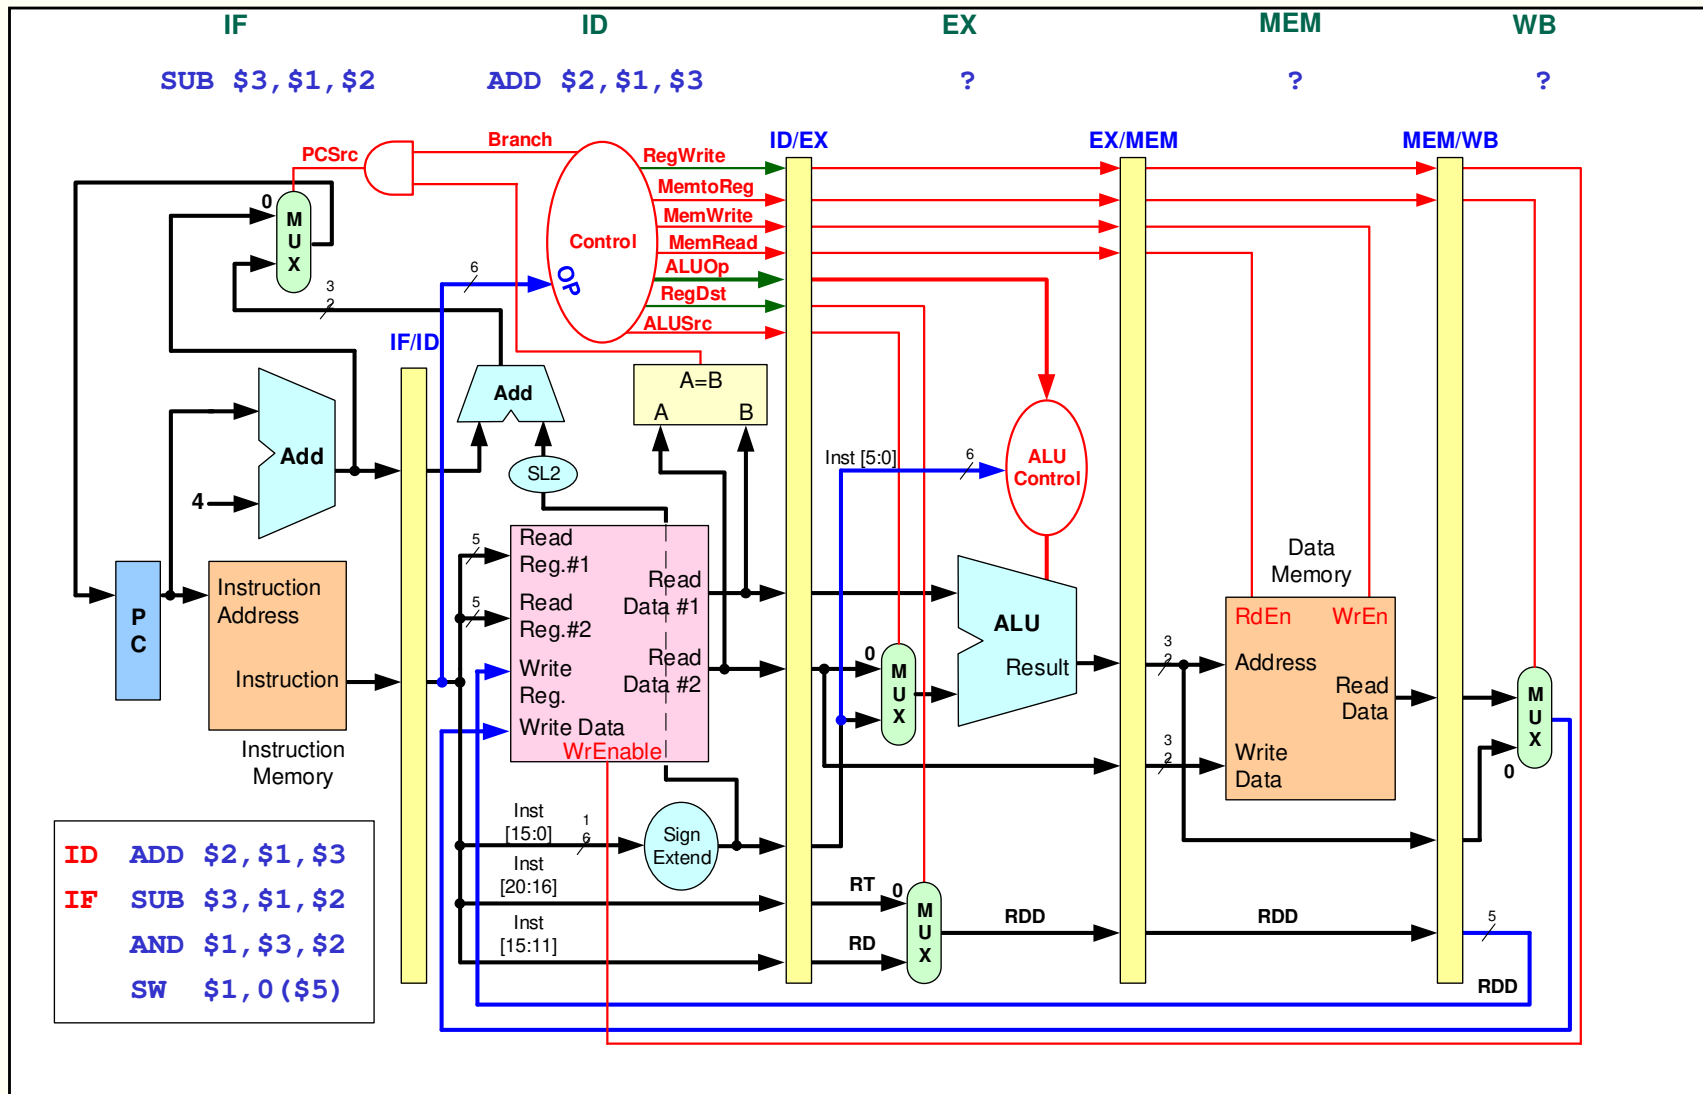 IF ID EX MEM WB
SUB $3,$1,$2 ADD $2,$1,$3 ? ? ?
ID/EX EX/MEM MEM/WB
Branch
PCSrc
RegWrite
MemtoReg
MemWrite
MemRead
ALUOp
RegDst
ALUSrc
Control
OP
0
M
U
X
6
3
2
IF/ID
Add
A=B
A B
Add
4
SL2
Inst [5:0]
6
ALU
Control
P
C
Instruction
Address
Instruction
Instruction
Memory
5
Read
Reg.#1
5
Read
Reg.#2
Write
Reg.
Write Data
WrEnable
Read
Data #1
Read
Data #2
0
M
U
X
ALU
Result
Data
Memory
RdEn WrEn
3
2
Address
Read
Data
3
2
Write
Data
M
U
X
0
Inst
[15:0]
1
6
Sign
Extend
Inst
[20:16]
Inst
[15:11]
RT
0
RD
M
U
X
RDD
RDD
5
RDD
ID ADD $2,$1,$3
IF SUB $3,$1,$2
AND $1,$3,$2
SW $1,0($5)